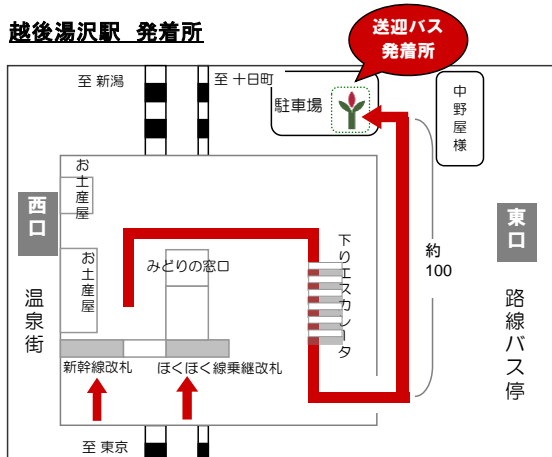 越後湯沢駅 発着所
送迎バス
発着所
至 新潟
至 十日町
駐車場
中野屋様
お土産屋
西口
東口
みどりの窓口
下りエスカレータ
お土産屋
約
100
温泉街
路線バス停
新幹線改札
ほくほく線乗継改札
至 東京